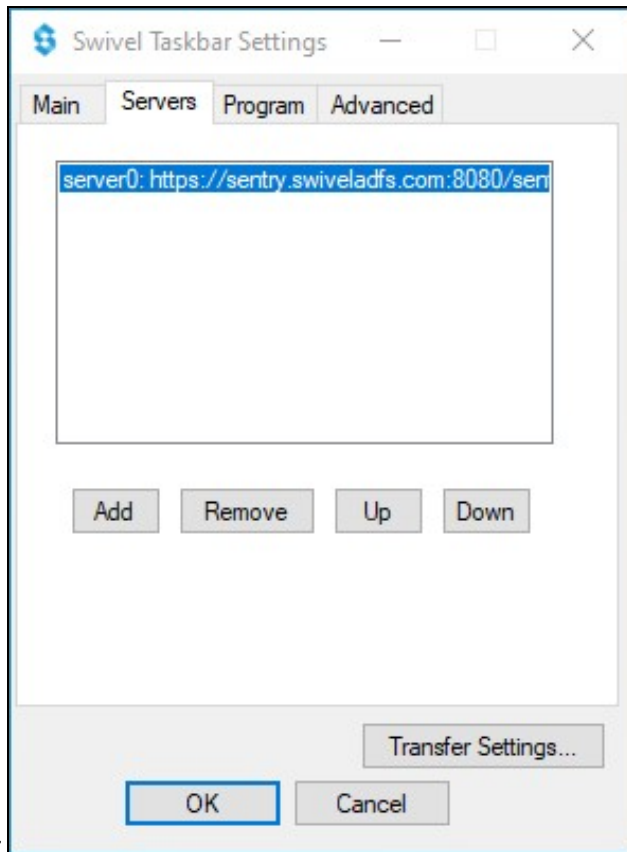 Swivel Taskbar Settings
Main Servers Program Advanced
server0: https://sentry.swiveladfs.com:8080/sen
Add Remove Up Down
Transfer Settings...
OK Cancel